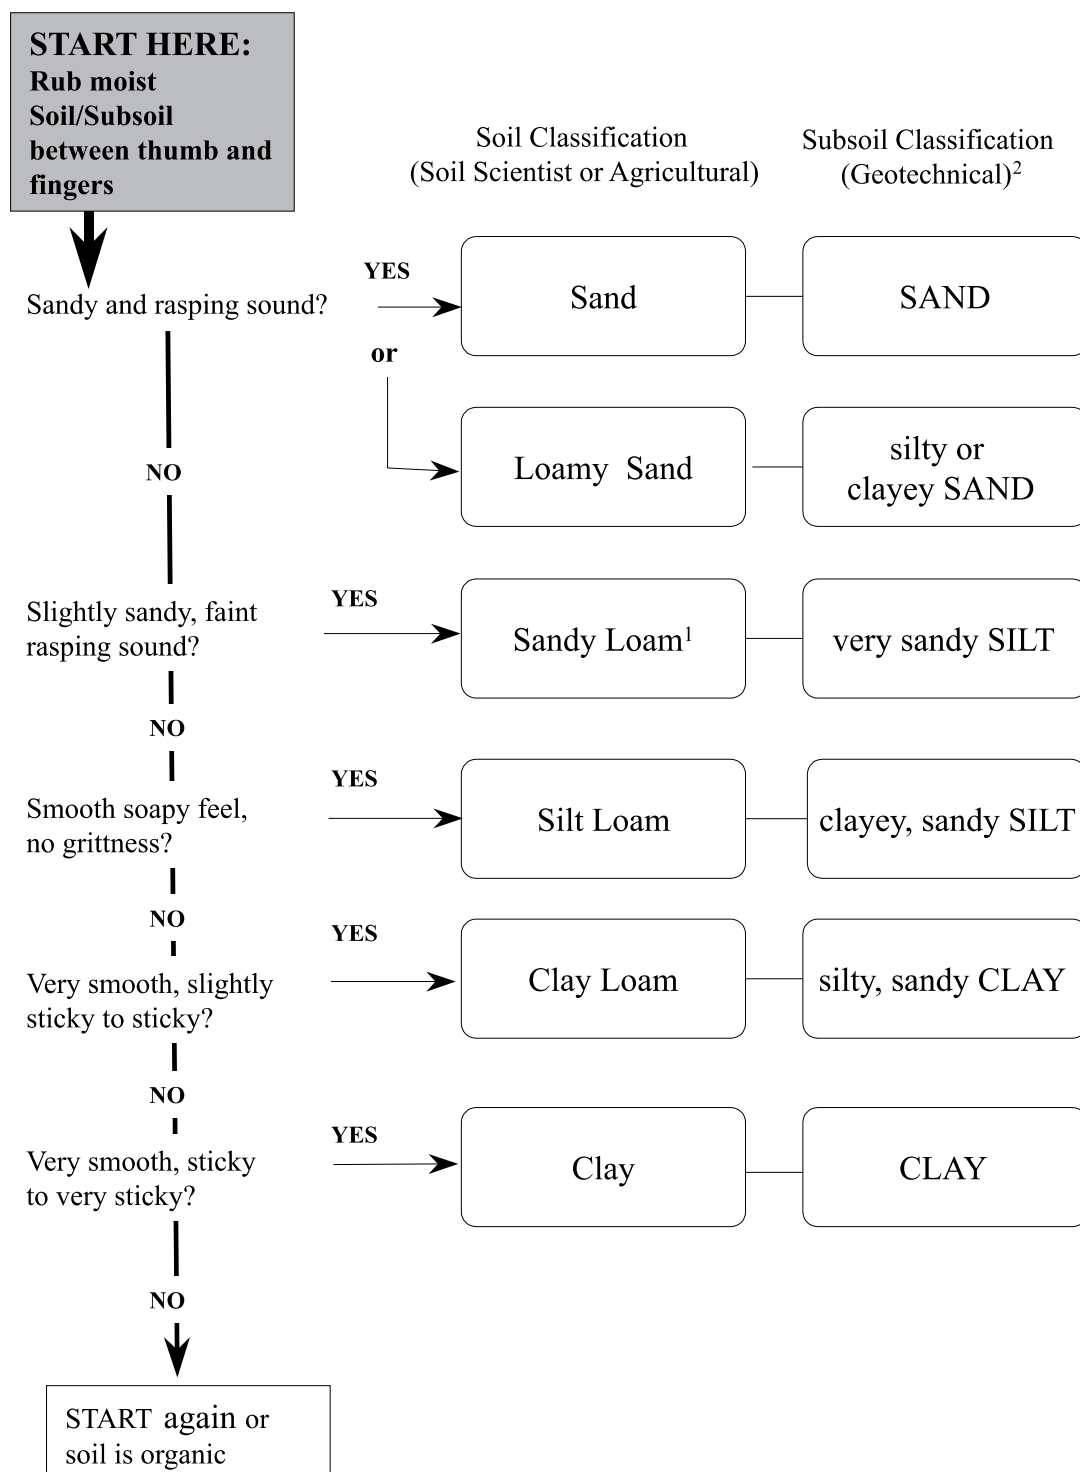 START HERE:
Rub moist
Soil/Subsoil
between thumb and
fingers
Soil Classification
(Soil Scientist or Agricultural)
Subsoil Classification
(Geotechnical)²
Sandy and rasping sound?
YES
Sand
SAND
or
Loamy Sand
silty or
clayey SAND
NO
Slightly sandy, faint
rasping sound?
YES
Sandy Loam¹
very sandy SILT
NO
Smooth soapy feel,
no grittness?
YES
Silt Loam
clayey, sandy SILT
NO
Very smooth, slightly
sticky to sticky?
YES
Clay Loam
silty, sandy CLAY
NO
Very smooth, sticky
to very sticky?
YES
Clay
CLAY
NO
START again or
soil is organic